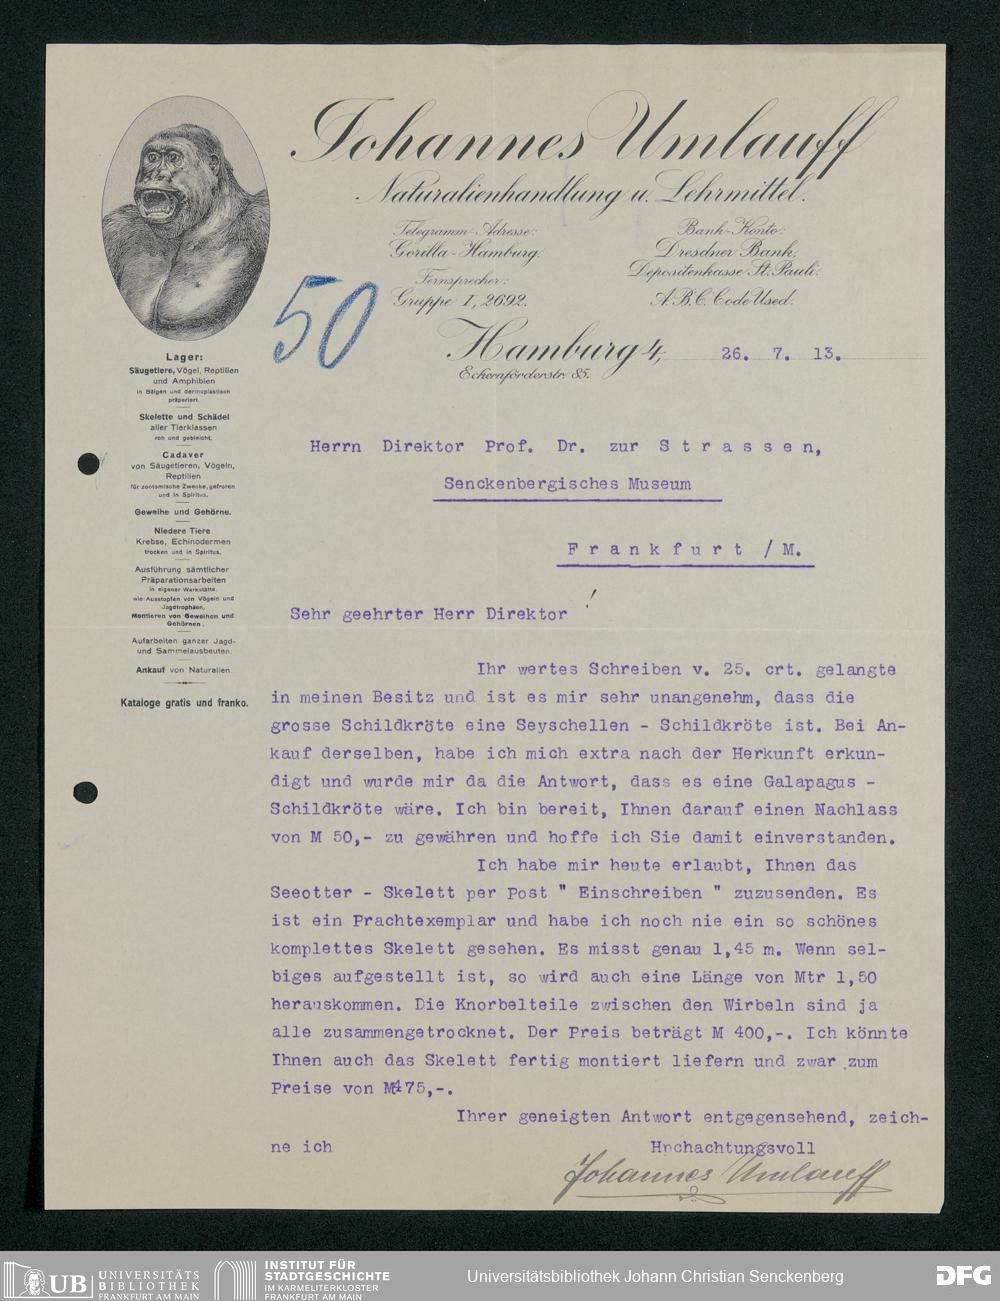 Johannes Umlauff
Naturalienhandlung u. Lehrmittel.
Telegramm-Adresse:
Gorilla-Hamburg.
Fernsprecher:
Gruppe I, 2692.
Bank-Konto:
Dresdner Bank,
Depositenkasse St. Pauli.
A.B.C. Code Used.
50
Hamburg 4, 26. 7. 13.
Eckernförderstr. 85.
Lager:
Säugetiere, Vögel, Reptilien
und Amphibien
in Bälgen und dermoplastisch
präpariert.
Skelette und Schädel
aller Tierklassen
roh und gebleicht.
Cadaver
von Säugetieren, Vögeln,
Reptilien
für zootomische Zwecke, gefroren
und in Spiritus.
Geweihe und Gehörne.
Niedere Tiere
Krebse, Echinodermen
trocken und in Spiritus.
Ausführung sämtlicher
Präparationsarbeiten
in eigener Werkstätte.
wie: Ausstopfen von Vögeln und
Jagdtrophäen,
Montieren von Geweihen und
Gehörnen.
Aufarbeiten ganzer Jagd-
und Sammelausbeuten.
Ankauf von Naturalien.
Kataloge gratis und franko.
Herrn Direktor Prof. Dr. zur S t r a s s e n,
Senckenbergisches Museum
F r a n k f u r t /M.
Sehr geehrter Herr Direktor !
Ihr wertes Schreiben v. 25. crt. gelangte
in meinen Besitz und ist es mir sehr unangenehm, dass die
grosse Schildkröte eine Seyschellen - Schildkröte ist. Bei An-
kauf derselben, habe ich mich extra nach der Herkunft erkun-
digt und wurde mir da die Antwort, dass es eine Galapagus -
Schildkröte wäre. Ich bin bereit, Ihnen darauf einen Nachlass
von M 50,- zu gewähren und hoffe ich Sie damit einverstanden.
Ich habe mir heute erlaubt, Ihnen das
Seeotter - Skelett per Post " Einschreiben " zuzusenden. Es
ist ein Prachtexemplar und habe ich noch nie ein so schönes
komplettes Skelett gesehen. Es misst genau 1,45 m. Wenn sel-
biges aufgestellt ist, so wird auch eine Länge von Mtr 1,50
herauskommen. Die Knorbelteile zwischen den Wirbeln sind ja
alle zusammengetrocknet. Der Preis beträgt M 400,-. Ich könnte
Ihnen auch das Skelett fertig montiert liefern und zwar zum
Preise von M475,-.
Ihrer geneigten Antwort entgegensehend, zeich-
ne ich Hochachtungsvoll
Johannes Umlauff
UB UNIVERSITÄTS
BIBLIOTHEK
FRANKFURT AM MAIN
INSTITUT FÜR
STADTGESCHICHTE
IM KARMELITERKLOSTER
FRANKFURT AM MAIN
Universitätsbibliothek Johann Christian Senckenberg
DFG